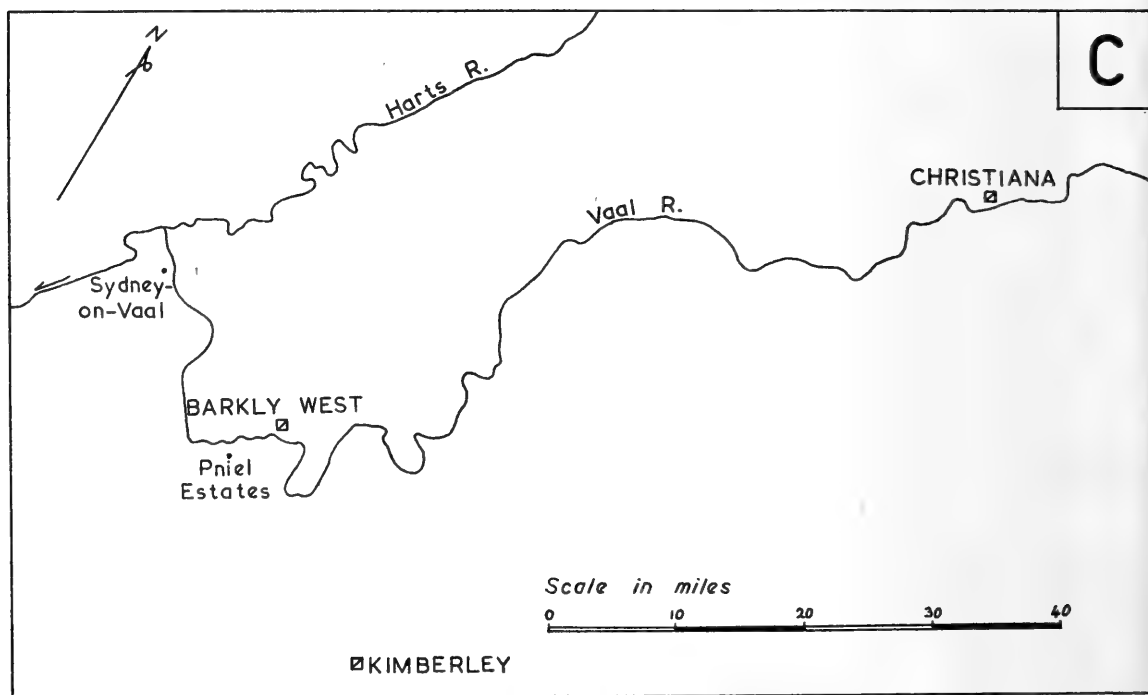 N
C
Harts R.
CHRISTIANA
Vaal R.
Sydney-
on-Vaal
BARKLY WEST
Pniel
Estates
Scale in miles
0 10 20 30 40
KIMBERLEY